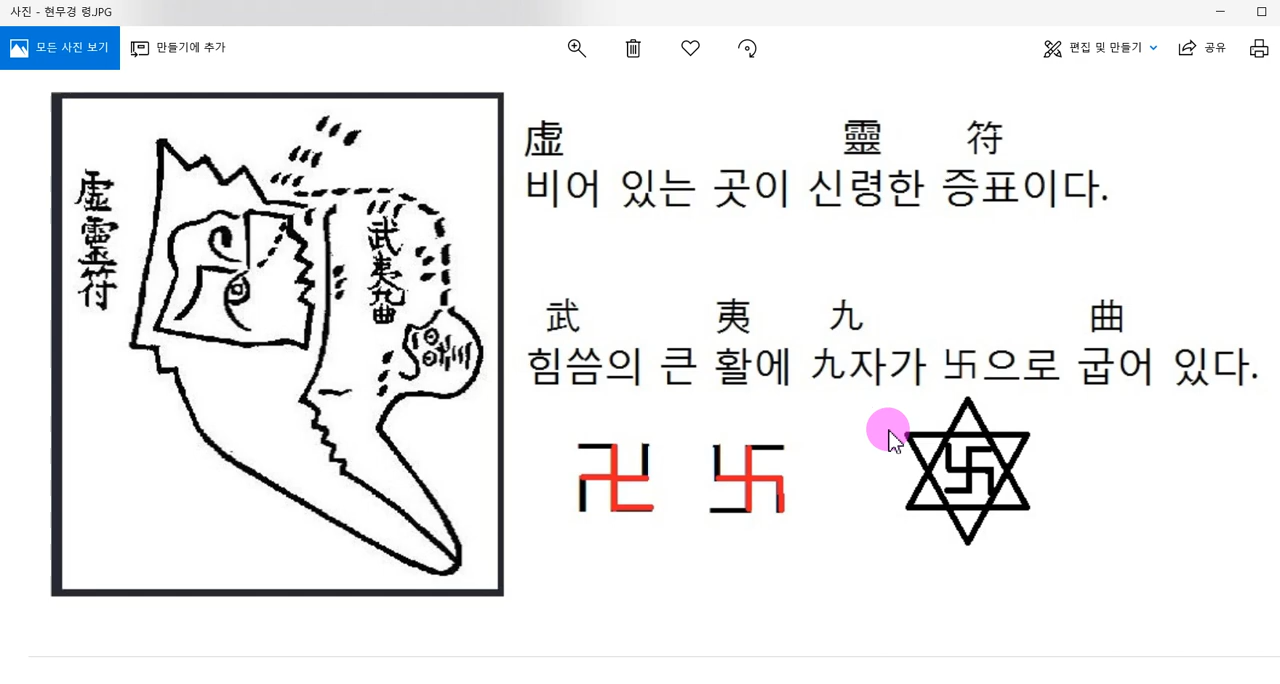 사진 - 현무경 령.JPG
모든 사진 보기
만들기에 추가
편집 및 만들기
공유
虛靈符
武夷九曲
虛 靈 符
비어 있는 곳이 신령한 증표이다.
武 夷 九 曲
힘씀의 큰 활에 九자가 卐으로 굽어 있다.
卍 卐
卐